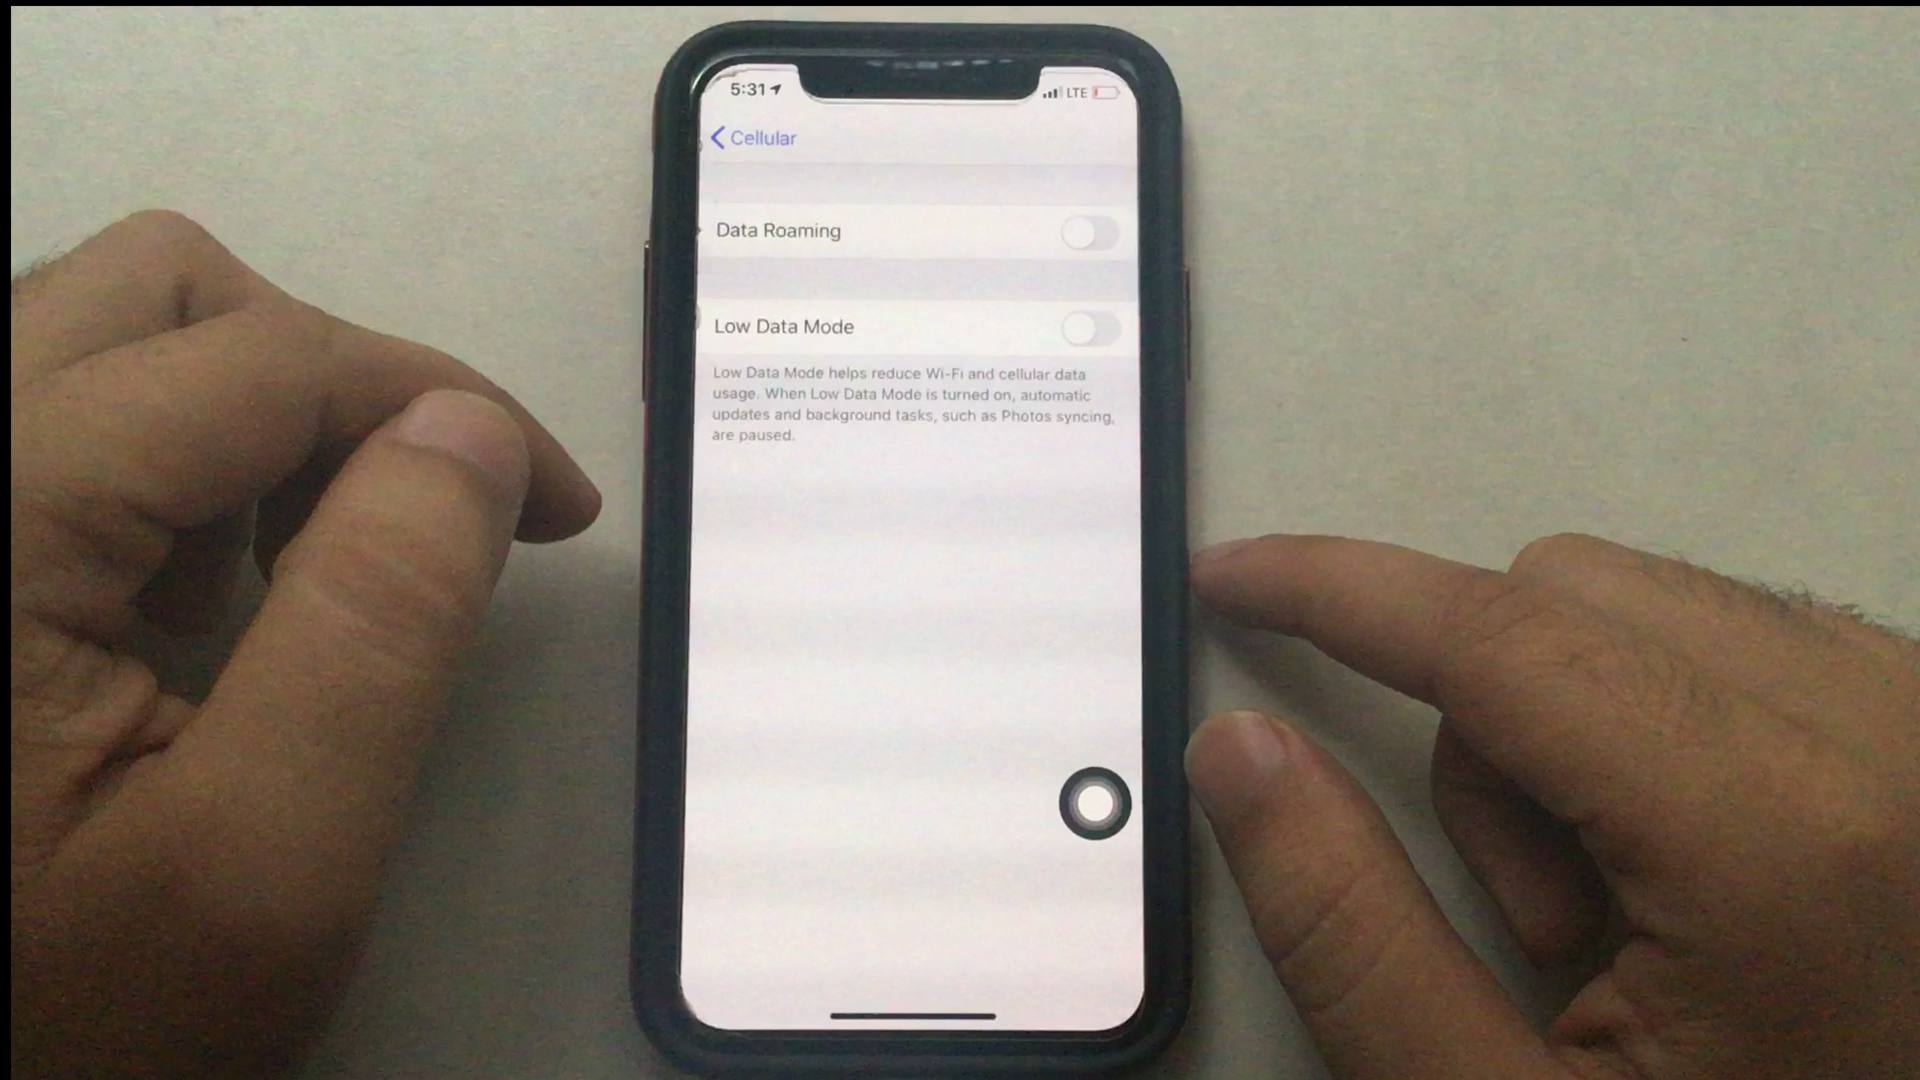 5:31
LTE
Cellular
Data Roaming
Low Data Mode
Low Data Mode helps reduce Wi-Fi and cellular data
usage. When Low Data Mode is turned on, automatic
updates and background tasks, such as Photos syncing,
are paused.